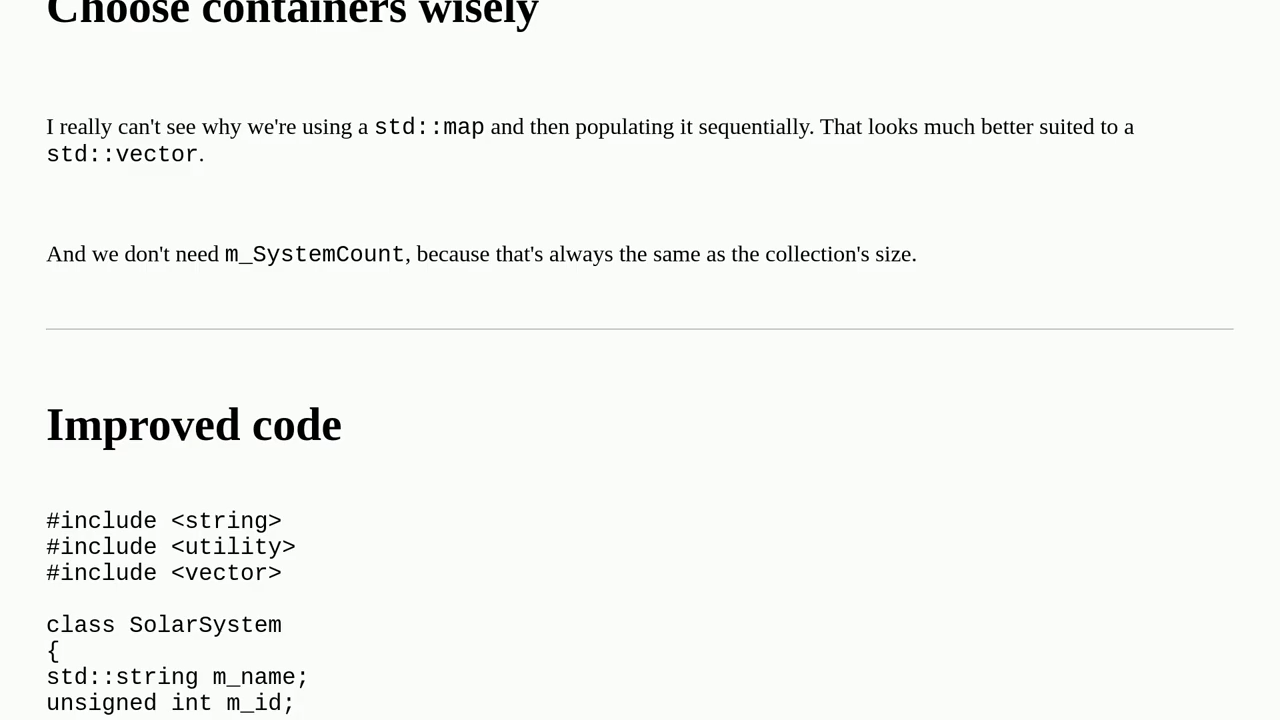 Choose containers wisely
I really can't see why we're using a std::map and then populating it sequentially. That looks much better suited to a
std::vector.
And we don't need m_SystemCount, because that's always the same as the collection's size.
Improved code
#include <string>
#include <utility>
#include <vector>
class SolarSystem
{
std::string m_name;
unsigned int m_id;